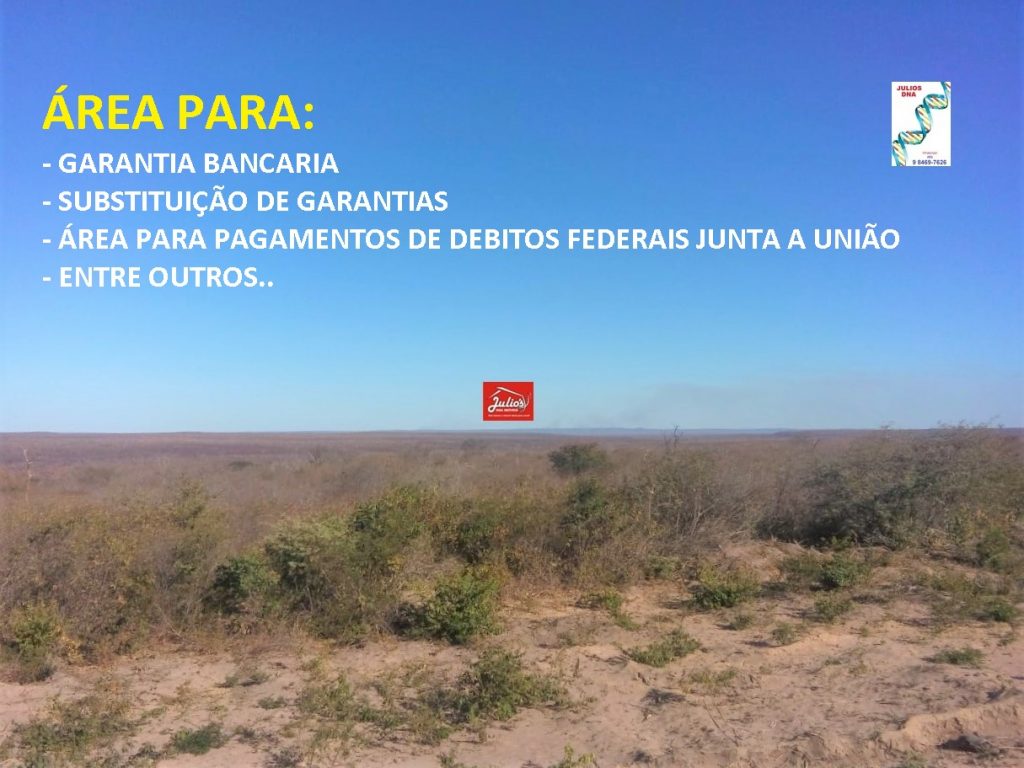 ÁREA PARA:
- GARANTIA BANCARIA
- SUBSTITUIÇÃO DE GARANTIAS
- ÁREA PARA PAGAMENTOS DE DEBITOS FEDERAIS JUNTA A UNIÃO
- ENTRE OUTROS..
JULIOS
DNA
9 8469-7626
Julio's